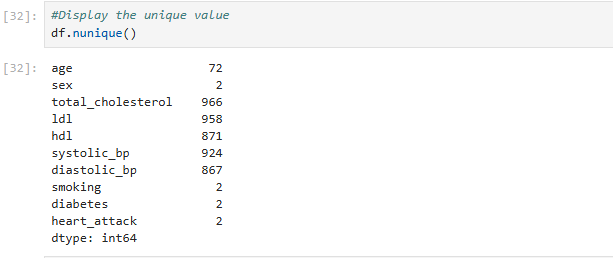 [32]: #Display the unique value
df.nunique()
[32]: age 72
sex 2
total_cholesterol 966
ldl 958
hdl 871
systolic_bp 924
diastolic_bp 867
smoking 2
diabetes 2
heart_attack 2
dtype: int64